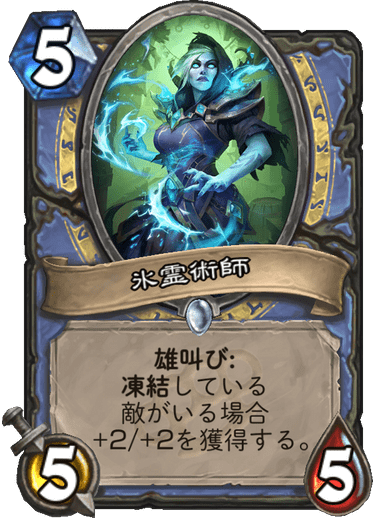 5
氷霊術師
雄叫び:
凍結している
敵がいる場合
+2/+2を獲得する。
5
5